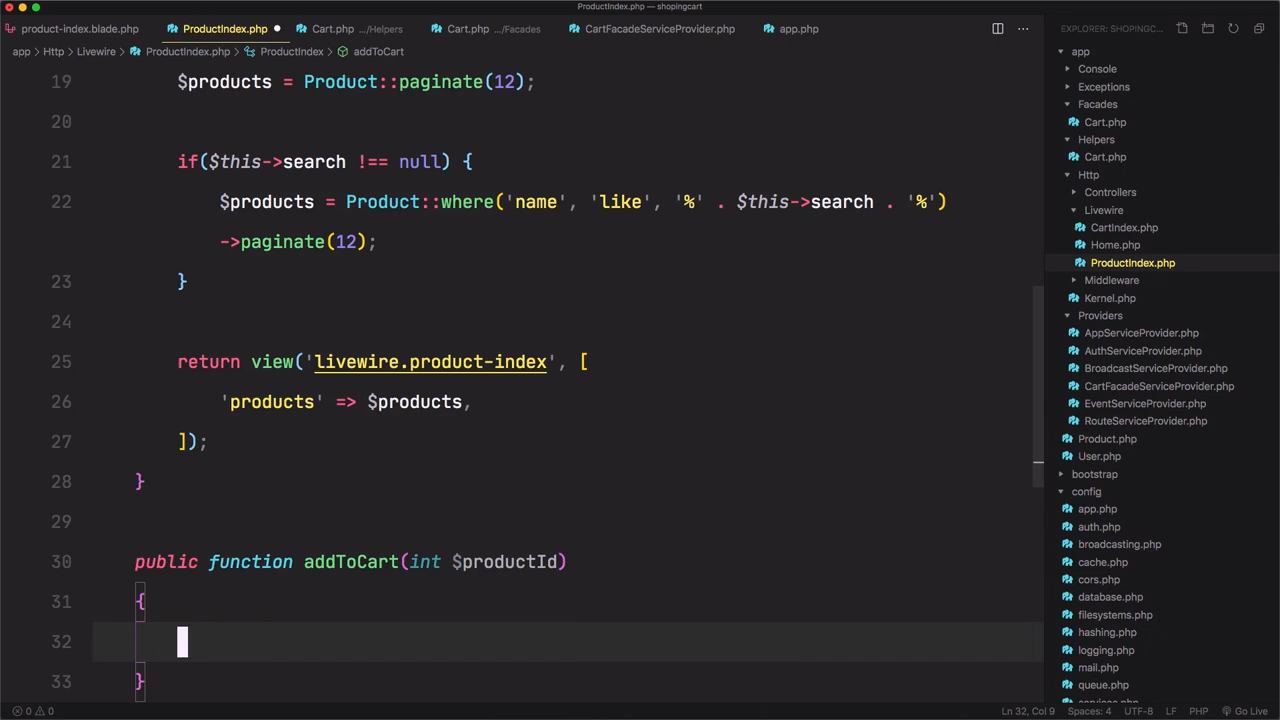 ProductIndex.php — shopingcart
product-index.blade.php
ProductIndex.php
Cart.php .../Helpers
Cart.php .../Facades
CartFacadeServiceProvider.php
app.php
app > Http > Livewire > ProductIndex.php > ProductIndex > addToCart
19 $products = Product::paginate(12);
20
21 if($this->search !== null) {
22 $products = Product::where('name', 'like', '%' . $this->search . '%')
->paginate(12);
23 }
24
25 return view('livewire.product-index', [
26 'products' => $products,
27 ]);
28 }
29
30 public function addToCart(int $productId)
31 {
32
33 }
EXPLORER: SHOPINGC...
app
Console
Exceptions
Facades
Cart.php
Helpers
Cart.php
Http
Controllers
Livewire
CartIndex.php
Home.php
ProductIndex.php
Middleware
Kernel.php
Providers
AppServiceProvider.php
AuthServiceProvider.php
BroadcastServiceProvider.php
CartFacadeServiceProvider.php
EventServiceProvider.php
RouteServiceProvider.php
Product.php
User.php
bootstrap
config
app.php
auth.php
broadcasting.php
cache.php
cors.php
database.php
filesystems.php
hashing.php
logging.php
mail.php
queue.php
services.php
0 0
Ln 32, Col 9 Spaces: 4 UTF-8 LF PHP Go Live